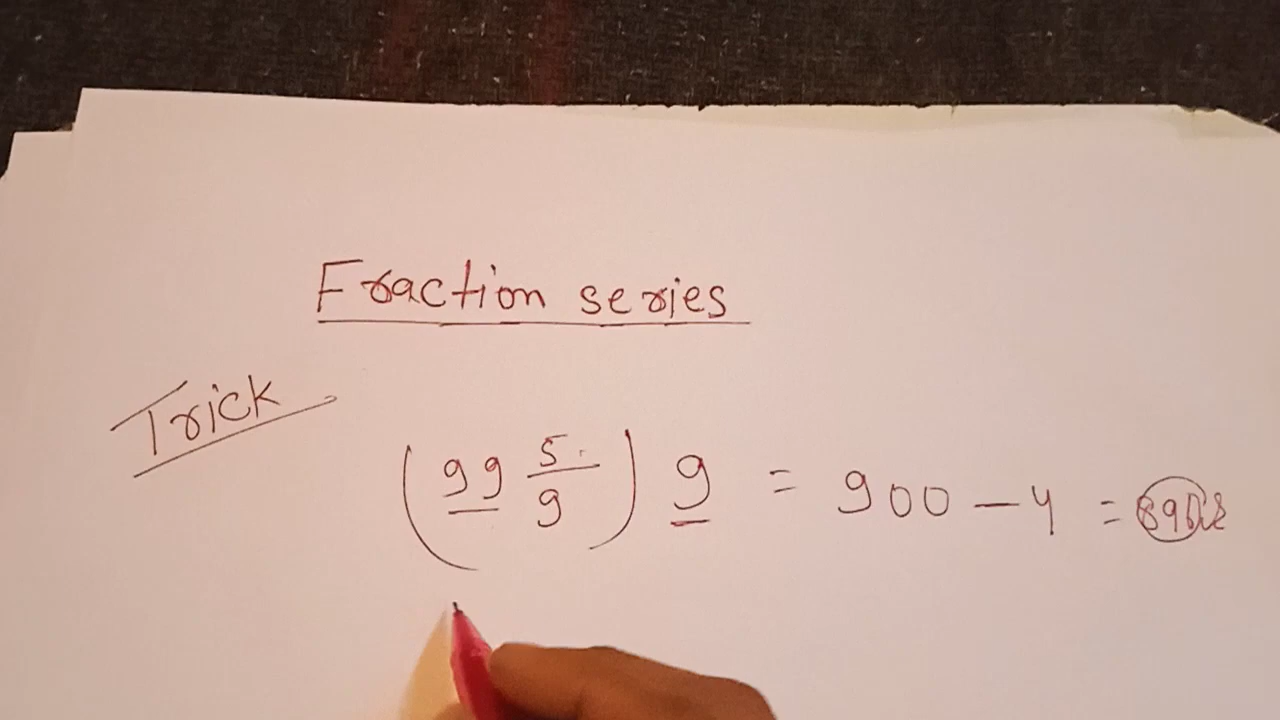 Fraction series
Trick
(99 5/9) 9 = 900 - 4 =